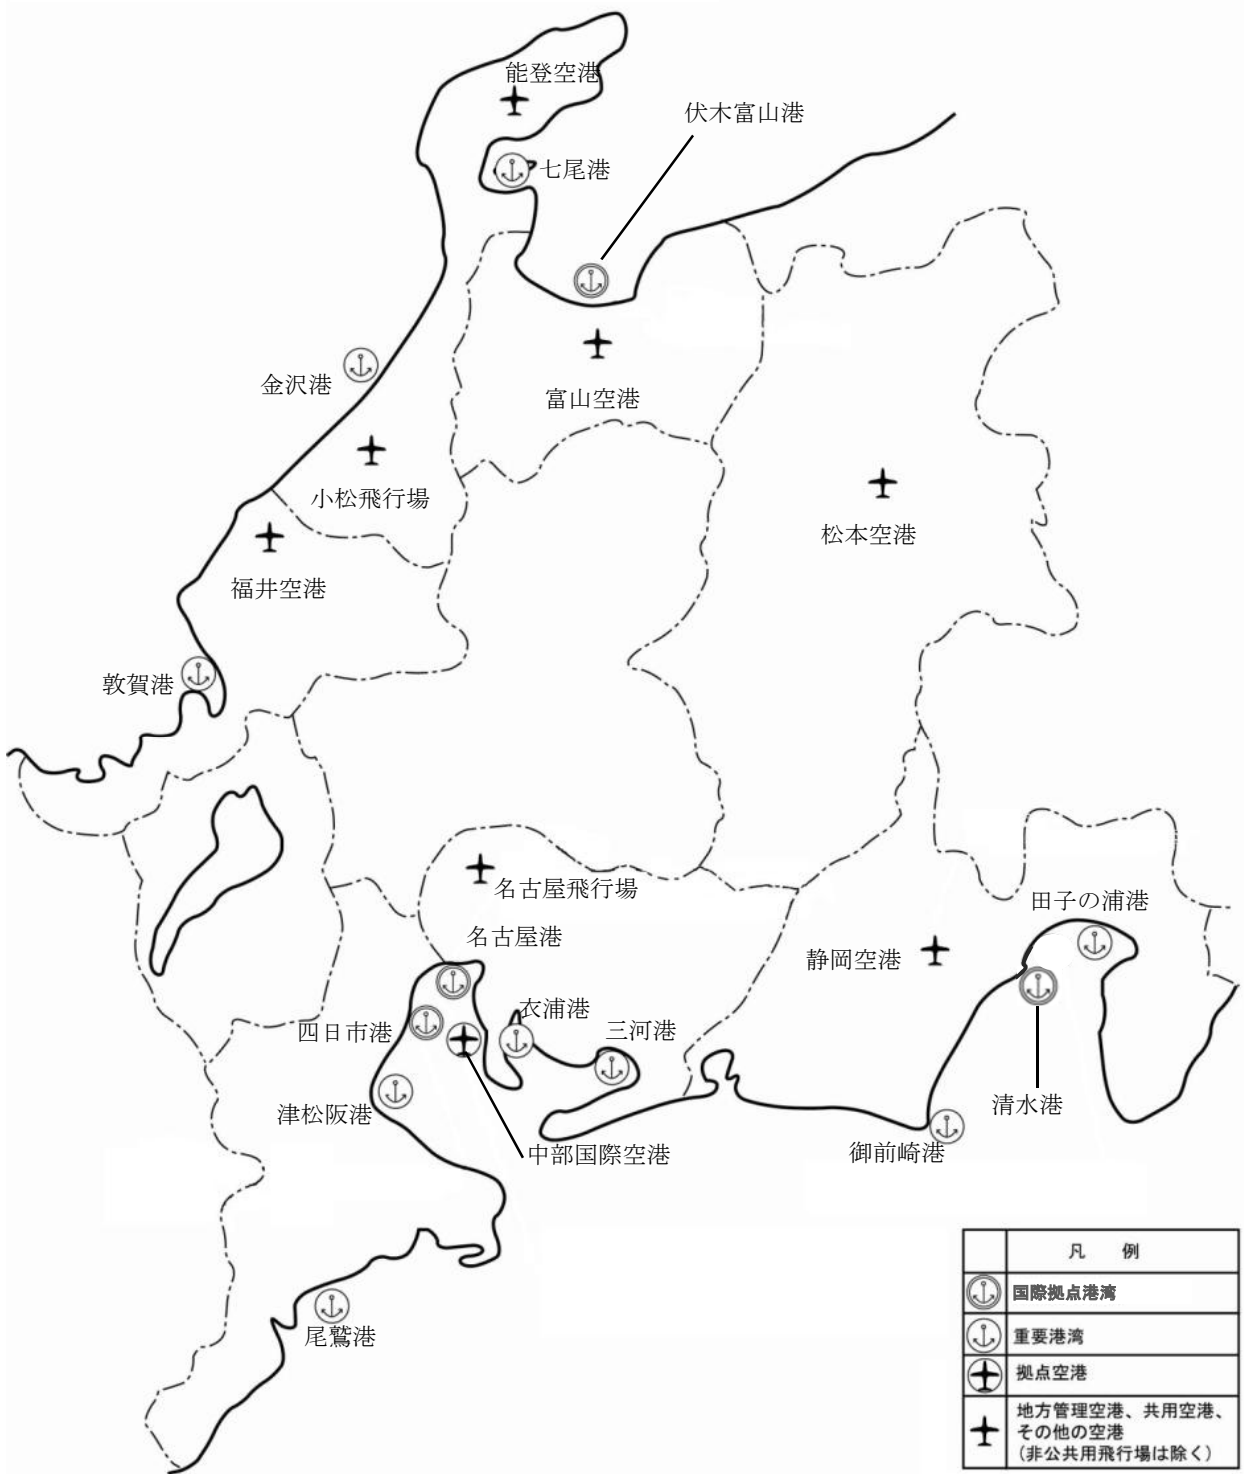 能登空港
伏木富山港
七尾港
金沢港
富山空港
小松飛行場
松本空港
福井空港
敦賀港
名古屋飛行場
田子の浦港
名古屋港
静岡空港
衣浦港
四日市港
三河港
津松阪港
清水港
中部国際空港
御前崎港
尾鷲港
凡 例
国際拠点港湾
重要港湾
拠点空港
地方管理空港、共用空港、
その他の空港
(非公共用飛行場は除く)